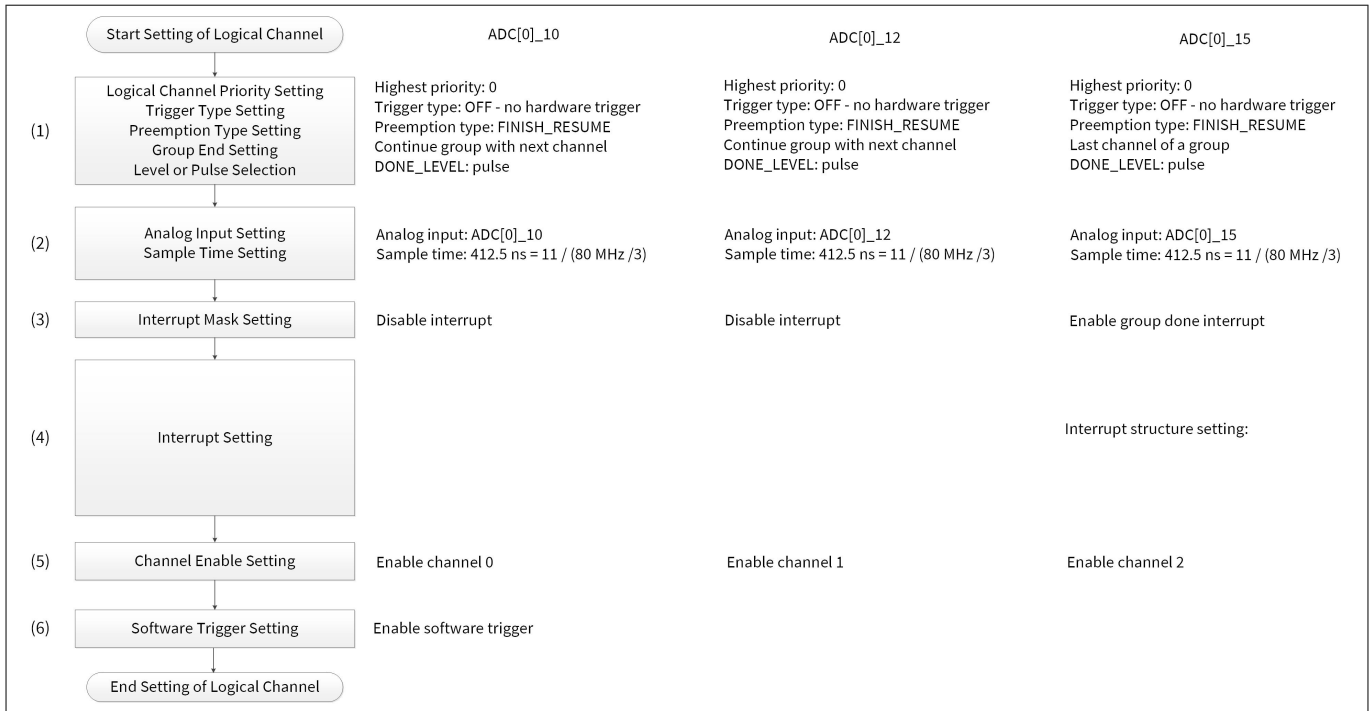 Start Setting of Logical Channel
ADC[0]_10
ADC[0]_12
ADC[0]_15
(1)
Logical Channel Priority Setting
Trigger Type Setting
Preemption Type Setting
Group End Setting
Level or Pulse Selection
Highest priority: 0
Trigger type: OFF - no hardware trigger
Preemption type: FINISH_RESUME
Continue group with next channel
DONE_LEVEL: pulse
Highest priority: 0
Trigger type: OFF - no hardware trigger
Preemption type: FINISH_RESUME
Continue group with next channel
DONE_LEVEL: pulse
Highest priority: 0
Trigger type: OFF - no hardware trigger
Preemption type: FINISH_RESUME
Last channel of a group
DONE_LEVEL: pulse
(2)
Analog Input Setting
Sample Time Setting
Analog input: ADC[0]_10
Sample time: 412.5 ns = 11 / (80 MHz /3)
Analog input: ADC[0]_12
Sample time: 412.5 ns = 11 / (80 MHz /3)
Analog input: ADC[0]_15
Sample time: 412.5 ns = 11 / (80 MHz /3)
(3)
Interrupt Mask Setting
Disable interrupt
Disable interrupt
Enable group done interrupt
(4)
Interrupt Setting
Interrupt structure setting:
(5)
Channel Enable Setting
Enable channel 0
Enable channel 1
Enable channel 2
(6)
Software Trigger Setting
Enable software trigger
End Setting of Logical Channel